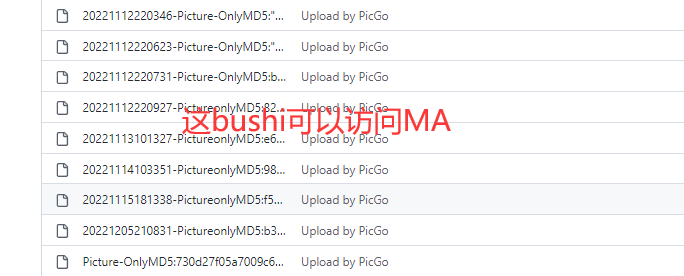 20221112220346-Picture-OnlyMD5:"... Upload by PicGo
20221112220623-Picture-OnlyMD5:"... Upload by PicGo
20221112220731-Picture-OnlyMD5:b... Upload by PicGo
20221112220927-PictureonlyMD5:82... Upload by PicGo
这bushi可以访问MA
20221113101327-PictureonlyMD5:e6... Upload by PicGo
20221114103351-PictureonlyMD5:98... Upload by PicGo
20221115181338-PictureonlyMD5:f5... Upload by PicGo
20221205210831-PictureonlyMD5:b3... Upload by PicGo
Picture-OnlyMD5:730d27f05a7009c6... Upload by PicGo